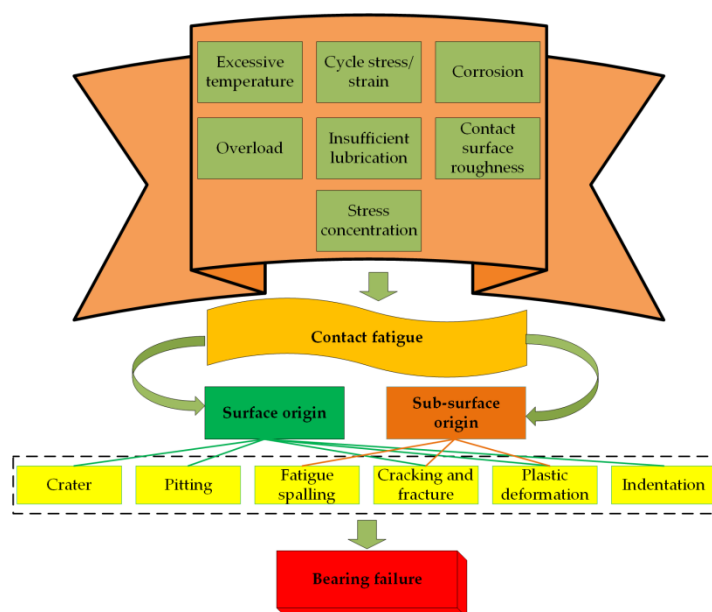 Excessive
temperature
Cycle stress/
strain
Corrosion
Overload
Insufficient
lubrication
Contact
surface
roughness
Stress
concentration
Contact fatigue
Surface origin
Sub-surface
origin
Crater
Pitting
Fatigue
spalling
Cracking and
fracture
Plastic
deformation
Indentation
Bearing failure